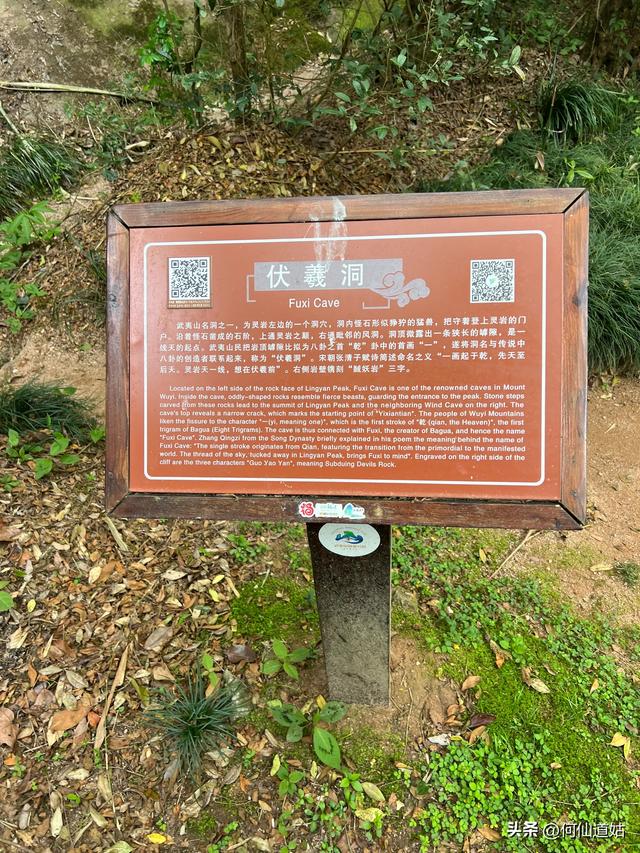 伏羲洞
Fuxi Cave
武夷山名洞之一，为灵岩左边的一个洞穴，洞内怪石形似狰狞的猛兽，把守着登上灵岩的门
户。沿着怪石凿成的石阶，上通灵岩之巅，右通毗邻的风洞。洞顶微露出一条狭长的罅隙，是一
线天的起点。武夷山民把岩顶罅隙比拟为八卦之首“乾”卦中的首画“一”，遂将洞名与传说中
八卦的创造者联系起来，称为“伏羲洞”。宋朝张清子赋诗简述命名之义“一画起于乾，先天至
后天。灵岩天一线，想在伏羲前”。右侧岩壁镌刻“馘妖岩”三字。
Located on the left side of the rock face of Lingyan Peak, Fuxi Cave is one of the renowned caves in Mount
Wuyi. Inside the cave, oddly-shaped rocks resemble fierce beasts, guarding the entrance to the peak. Stone steps
carved from these rocks lead to the summit of Lingyan Peak and the neighboring Wind Cave on the right. The
cave's top reveals a narrow crack, which marks the starting point of "Yixiantian". The people of Wuyi Mountains
liken the fissure to the character "一(yi, meaning one)", which is the first stroke of "乾(qian, the Heaven)", the first
trigram of Bagua (Eight Trigrams). The cave is thus linked with Fuxi, the creator of Bagua, and hence the name
"Fuxi Cave". Zhang Qingzi from the Song Dynasty briefly explained in his poem the meaning behind the name of
Fuxi Cave: "The single stroke originates from Qian, featuring the transition from the primordial to the manifested
world. The thread of the sky, tucked away in Lingyan Peak, brings Fuxi to mind". Engraved on the right side of the
cliff are the three characters "Guo Yao Yan", meaning Subduing Devils Rock.
头条 @何仙道姑